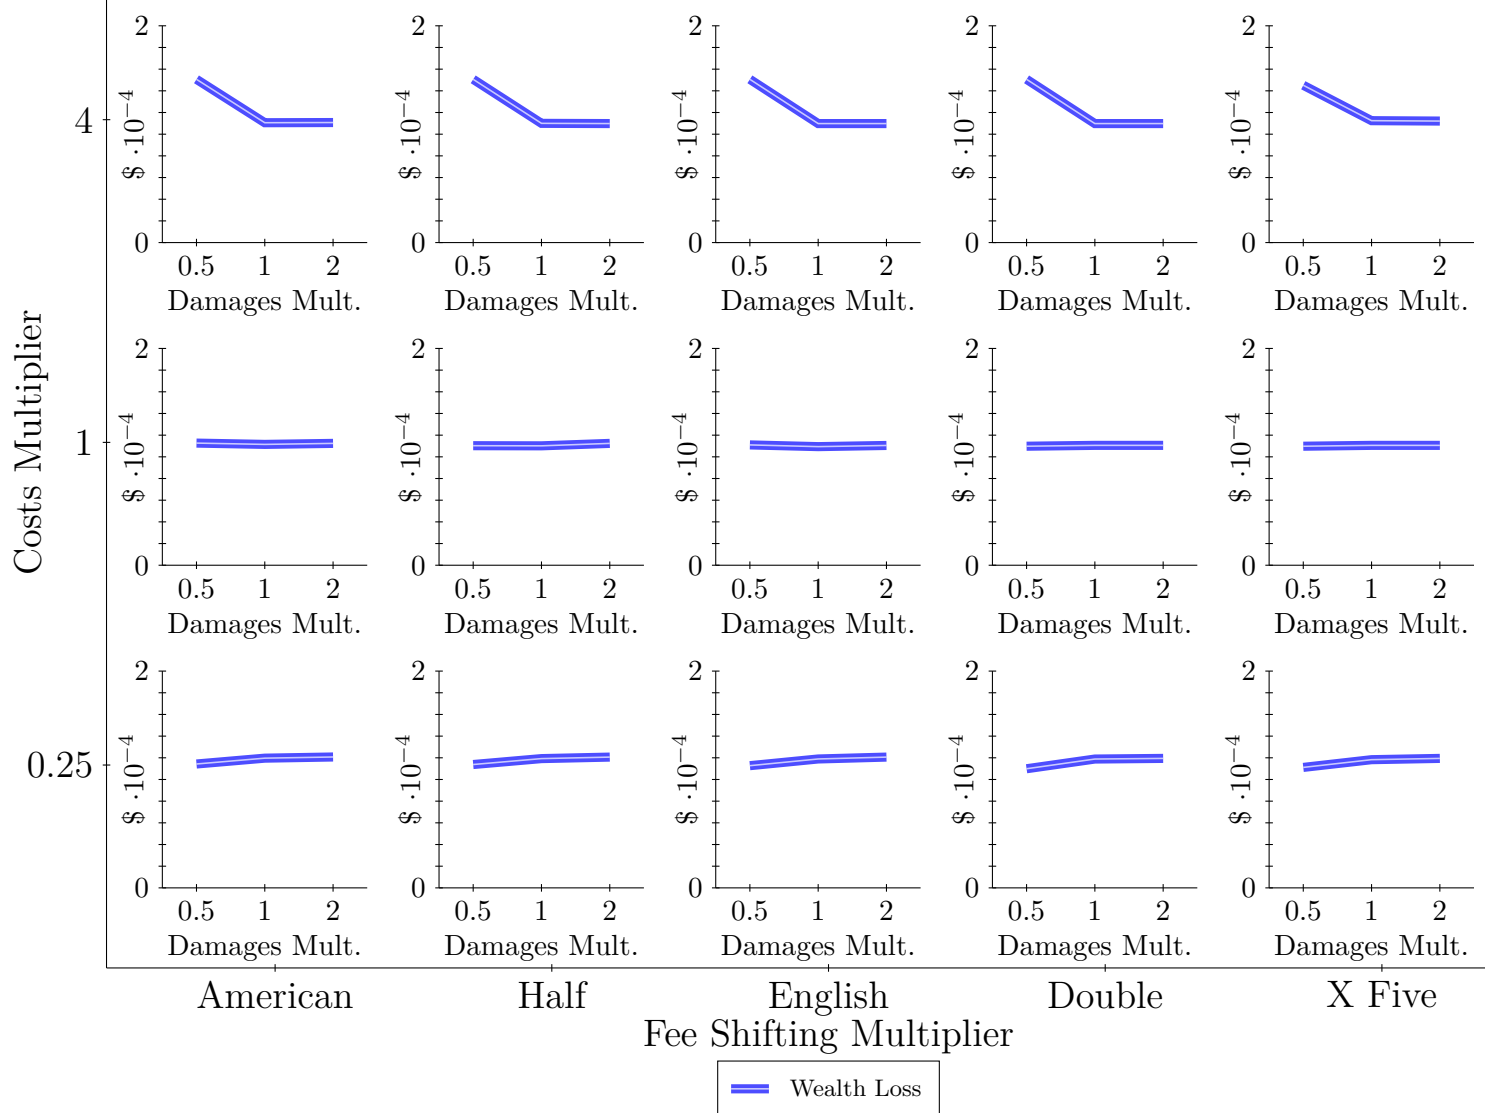 2 2 2 2 2
$ ·10−4 $ ·10−4 $ ·10−4 $ ·10−4 $ ·10−4
4
0 0 0 0 0
0.5 1 2 0.5 1 2 0.5 1 2 0.5 1 2 0.5 1 2
Damages Mult. Damages Mult. Damages Mult. Damages Mult. Damages Mult.
Costs Multiplier
2 2 2 2 2
$ ·10−4 $ ·10−4 $ ·10−4 $ ·10−4 $ ·10−4
1
0 0 0 0 0
0.5 1 2 0.5 1 2 0.5 1 2 0.5 1 2 0.5 1 2
Damages Mult. Damages Mult. Damages Mult. Damages Mult. Damages Mult.
2 2 2 2 2
$ ·10−4 $ ·10−4 $ ·10−4 $ ·10−4 $ ·10−4
0.25
0 0 0 0 0
0.5 1 2 0.5 1 2 0.5 1 2 0.5 1 2 0.5 1 2
Damages Mult. Damages Mult. Damages Mult. Damages Mult. Damages Mult.
American Half English Double X Five
Fee Shifting Multiplier
Wealth Loss